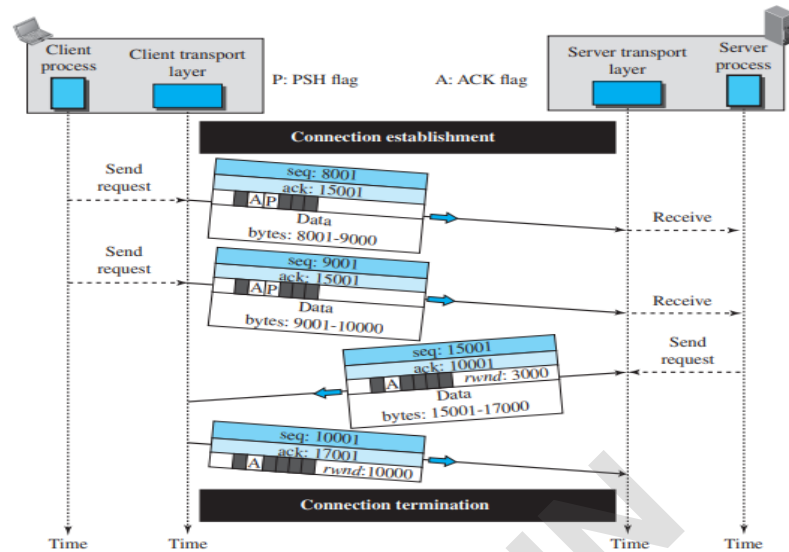 Client process
Client transport layer
P: PSH flag
A: ACK flag
Server transport layer
Server process
Connection establishment
Send request
seq: 8001
ack: 15001
A P
Data
bytes: 8001-9000
Receive
Send request
seq: 9001
ack: 15001
A P
Data
bytes: 9001-10000
Receive
Send request
seq: 15001
ack: 10001
A rwnd: 3000
Data
bytes: 15001-17000
seq: 10001
ack: 17001
A rwnd:10000
Connection termination
Time
Time
Time
Time